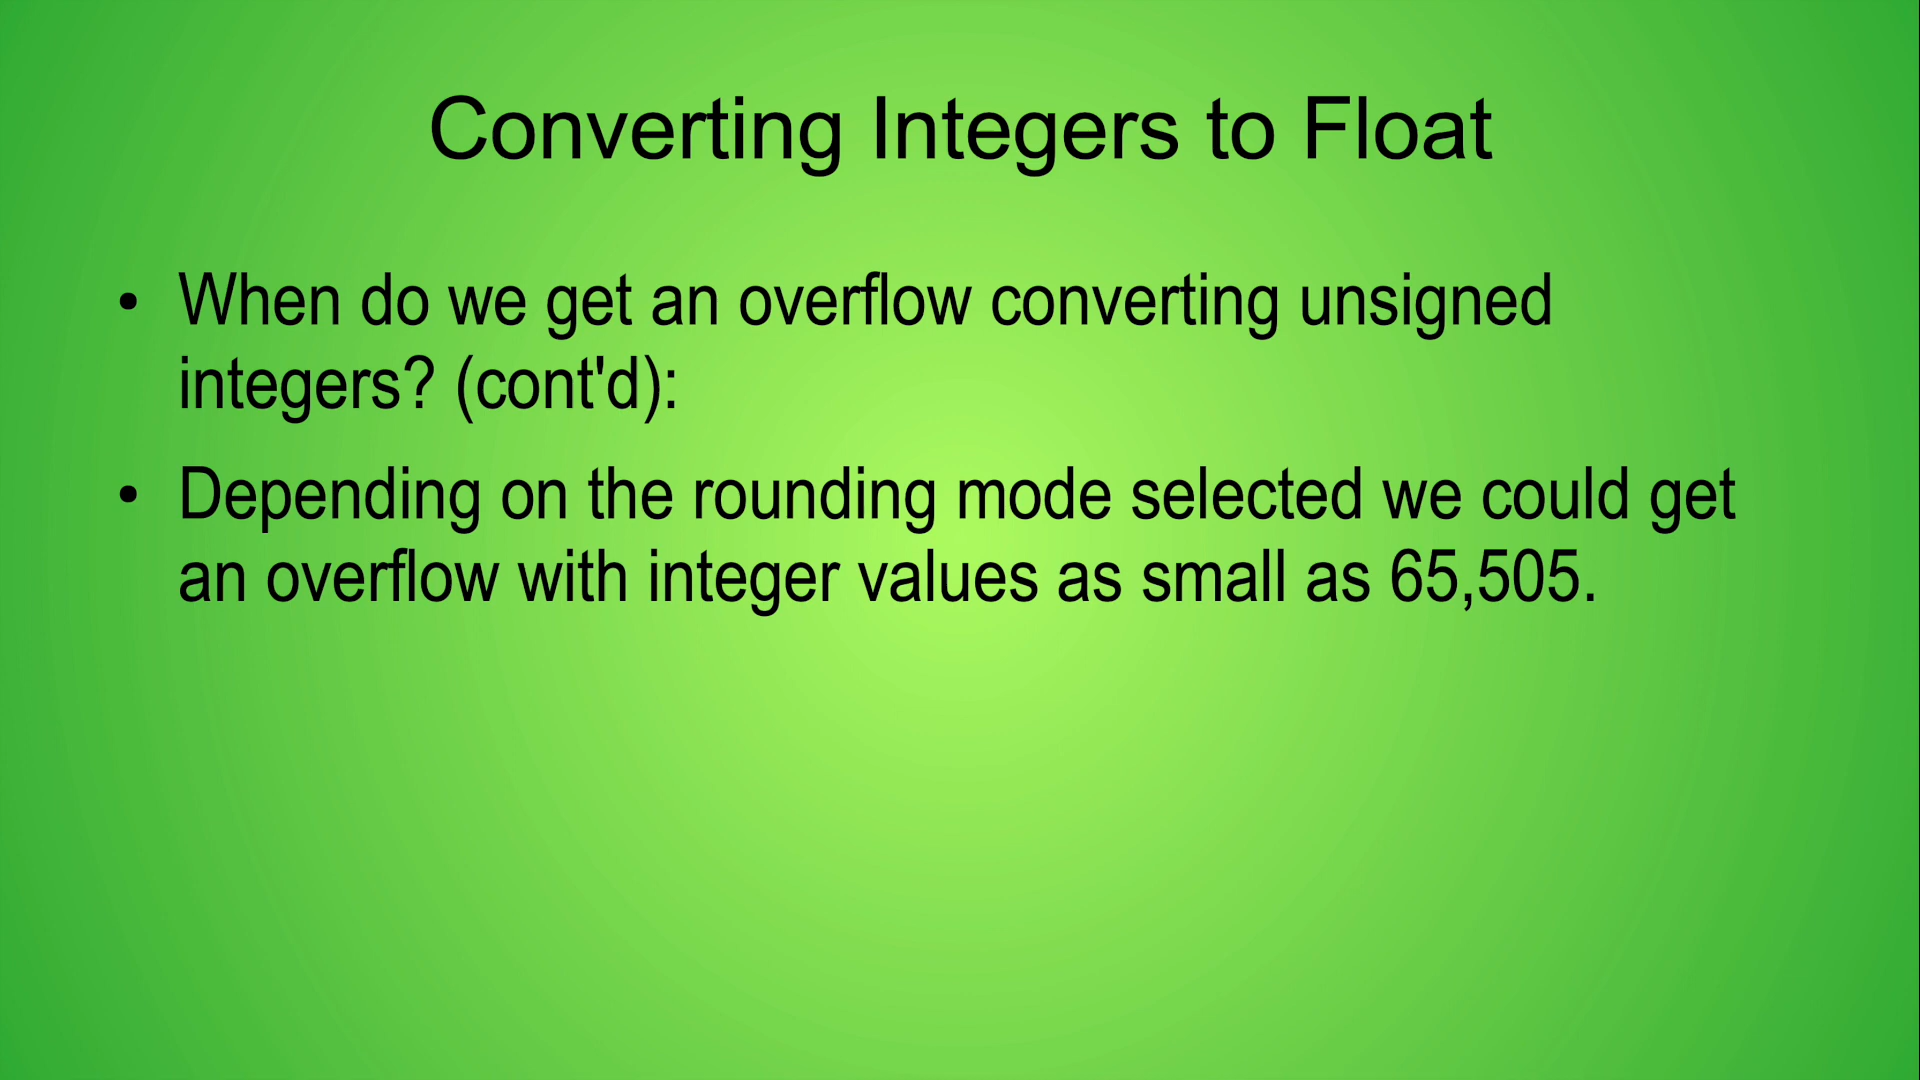 Converting Integers to Float
• When do we get an overflow converting unsigned
integers? (cont'd):
• Depending on the rounding mode selected we could get
an overflow with integer values as small as 65,505.